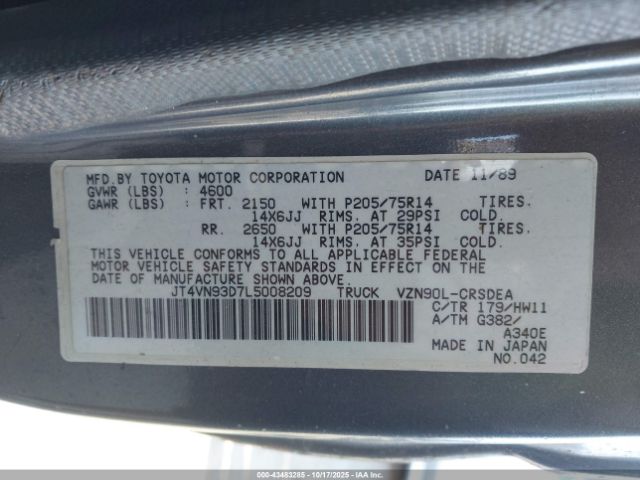 MFD.BY TOYOTA MOTOR CORPORATION DATE 11/89
GVWR (LBS) : 4600
GAWR (LBS) : FRT. 2150 WITH P205/75R14 TIRES.
14X6JJ RIMS. AT 29PSI COLD.
RR. 2650 WITH P205/75R14 TIRES.
14X6JJ RIMS. AT 35PSI COLD.
THIS VEHICLE CONFORMS TO ALL APPLICABLE FEDERAL
MOTOR VEHICLE SAFETY STANDARDS IN EFFECT ON THE
DATE OF MANUFACTURE SHOWN ABOVE.
JT4VN93D7L5008209 TRUCK VZN90L-CRSDEA
C/TR 179/HW11
A/TM G382/
A340E
MADE IN JAPAN
NO.042
000-43483285 - 10/17/2025 - IAAI.COM